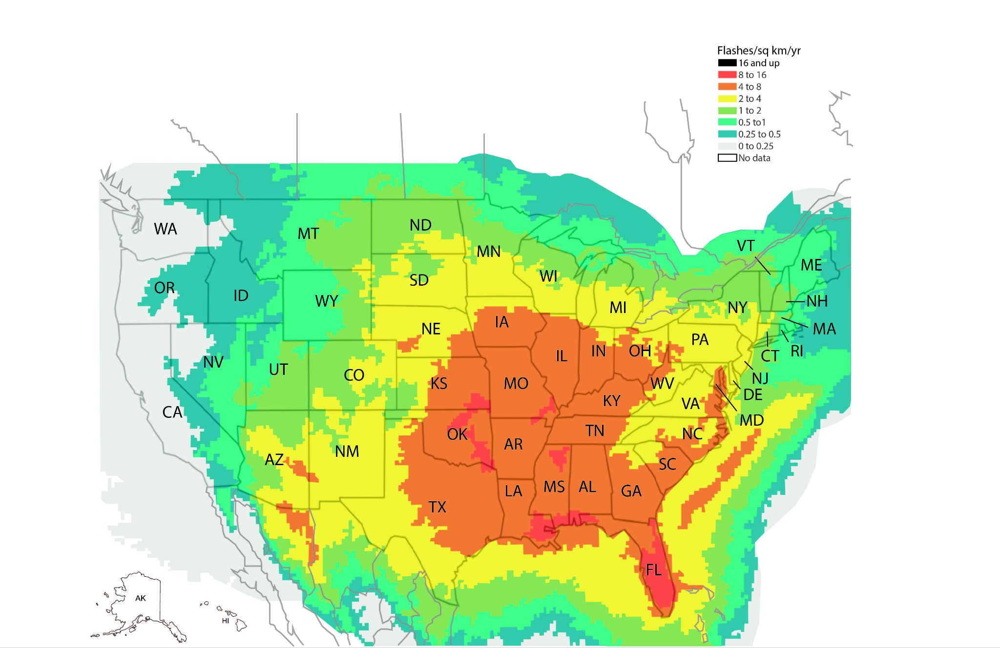 Flashes/sq km/yr
16 and up
8 to 16
4 to 8
2 to 4
1 to 2
0.5 to1
0.25 to 0.5
0 to 0.25
No data
WA
MT
ND
MN
VT
ME
OR
ID
WY
SD
WI
MI
NY
NH
MA
NE
IA
PA
CT
RI
NV
UT
CO
KS
MO
IL
IN
OH
WV
NJ
DE
CA
KY
VA
MD
AZ
NM
OK
AR
TN
NC
SC
TX
LA
MS
AL
GA
FL
AK
HI